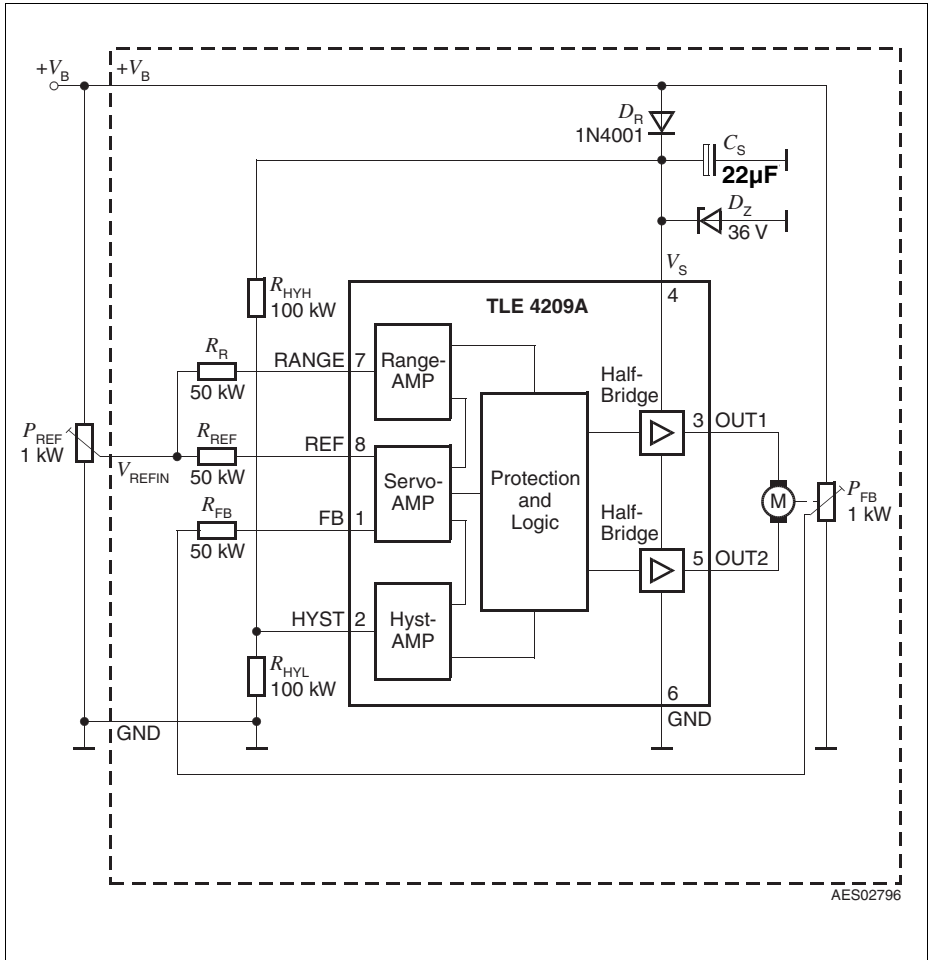 +VB
+VB
DR
1N4001
CS
22µF
DZ
36 V
VS
4
RHYH
100 kW
TLE 4209A
RR
50 kW
RANGE 7
Range-
AMP
Half-
Bridge
3 OUT1
PREF
1 kW
VREFIN
RREF
50 kW
REF 8
Servo-
AMP
Protection
and
Logic
M
PFB
1 kW
RFB
50 kW
FB 1
Half-
Bridge
5 OUT2
HYST 2
Hyst-
AMP
RHYL
100 kW
6
GND
GND
AES02796